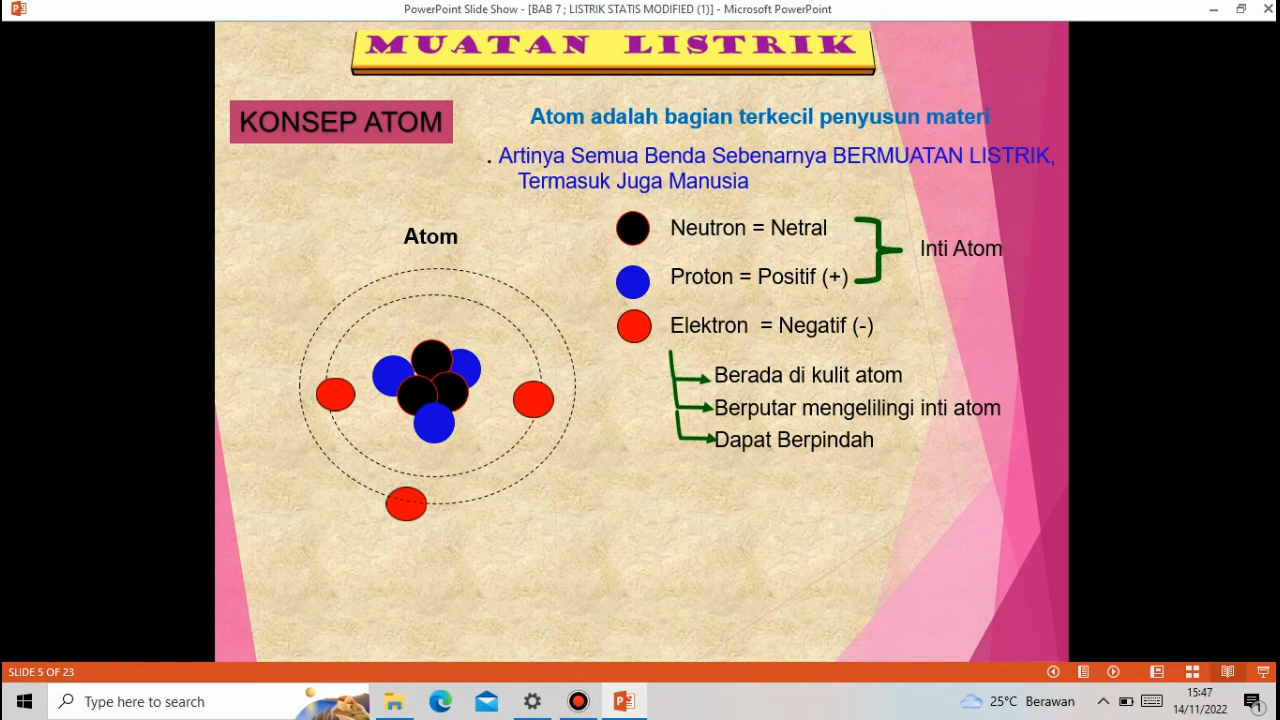 PowerPoint Slide Show - [BAB 7 ; LISTRIK STATIS MODIFIED (1)] - Microsoft PowerPoint
MUATAN LISTRIK
KONSEP ATOM
Atom adalah bagian terkecil penyusun materi
. Artinya Semua Benda Sebenarnya BERMUATAN LISTRIK,
Termasuk Juga Manusia
Atom
Neutron = Netral
Proton = Positif (+)
Inti Atom
Elektron = Negatif (-)
Berada di kulit atom
Berputar mengelilingi inti atom
Dapat Berpindah
SLIDE 5 OF 23
Type here to search
25°C Berawan
15:47
14/11/2022
1